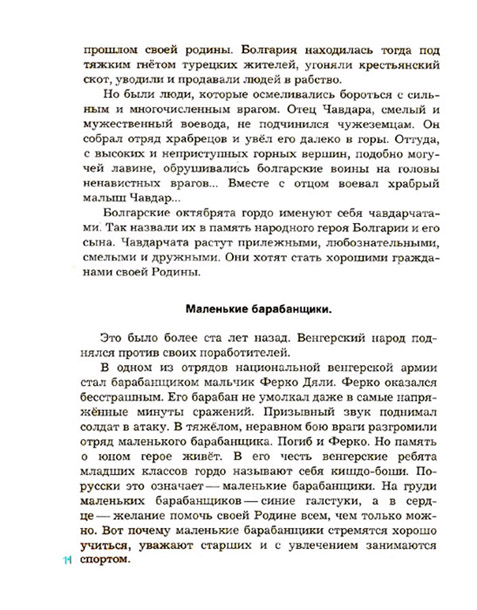 прошлом своей родины. Болгария находилась тогда под
тяжким гнётом турецких жителей, угоняли крестьянский
скот, уводили и продавали людей в рабство.
Но были люди, которые осмеливались бороться с силь-
ным и многочисленным врагом. Отец Чавдара, смелый и
мужественный воевода, не подчинился чужеземцам. Он
собрал отряд храбрецов и увёл его далеко в горы. Оттуда,
с высоких и неприступных горных вершин, подобно могу-
чей лавине, обрушивались болгарские воины на головы
ненавистных врагов... Вместе с отцом воевал храбрый
малыш Чавдар...
Болгарские октябрята гордо именуют себя чавдарчата-
ми. Так назвали их в память народного героя Болгарии и его
сына. Чавдарчата растут прилежными, любознательными,
смелыми и дружными. Они хотят стать хорошими гражда-
нами своей Родины.
Маленькие барабанщики.
Это было более ста лет назад. Венгерский народ под-
нялся против своих поработителей.
В одном из отрядов национальной венгерской армии
стал барабанщиком мальчик Ферко Дяли. Ферко оказался
бесстрашным. Его барабан не умолкал даже в самые напря-
жённые минуты сражений. Призывный звук поднимал
солдат в атаку. В тяжёлом, неравном бою враги разгромили
отряд маленького барабанщика. Погиб и Ферко. Но память
о юном герое живёт. В его честь венгерские ребята
младших классов гордо называют себя кишдо-боши. По-
русски это означает — маленькие барабанщики. На груди
маленьких барабанщиков — синие галстуки, а в серд-
це — желание помочь своей Родине всем, чем только мож-
но. Вот почему маленькие барабанщики стремятся хорошо
учиться, уважают старших и с увлечением занимаются
11 спортом.